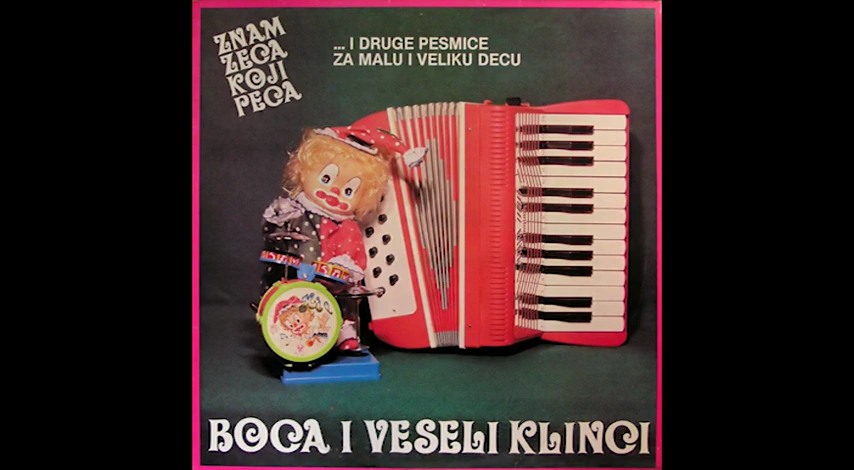 ZNAM
ZECA
KOJI
PECA
... I DRUGE PESMICE
ZA MALU I VELIKU DECU
BOCA I VESELI KLINCI